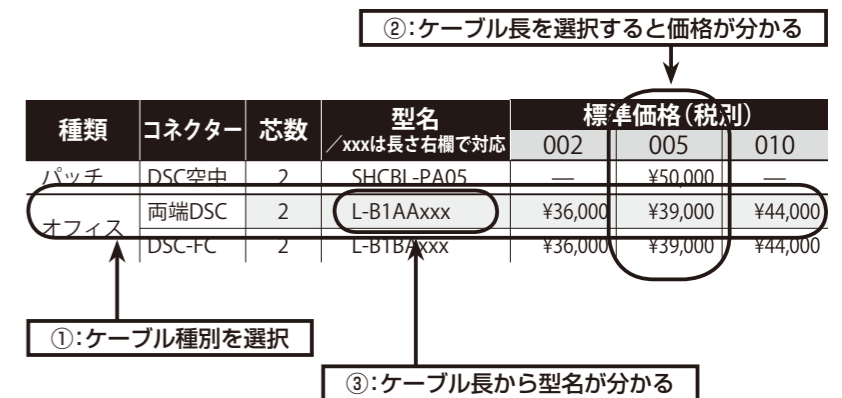 ②:ケーブル長を選択すると価格が分かる
種類 コネクター 芯数 型名 標準価格(税別)
/xxxは長さ右欄で対応 002 005 010
パッチ DSC空中 2 SHCBL-PA05 — ¥50,000 —
オフィス 両端DSC 2 L-B1AAxxx ¥36,000 ¥39,000 ¥44,000
DSC-FC 2 L-B1BAxxx ¥36,000 ¥39,000 ¥44,000
①:ケーブル種別を選択
③:ケーブル長から型名が分かる